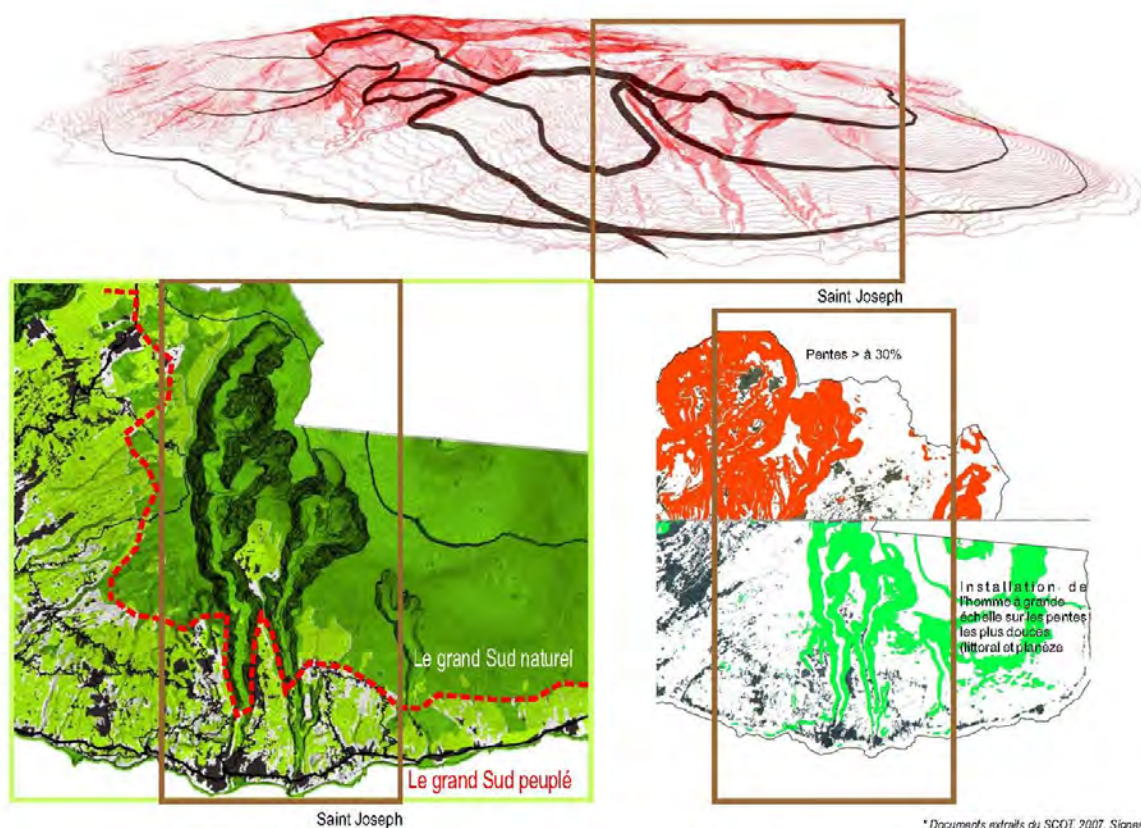 Saint Joseph
Pentes > à 30%
Installation de
l'homme à grande
échelle sur les pentes
les plus douces
(littoral et planèze
Le grand Sud naturel
Le grand Sud peuplé
Saint Joseph
* Documents extraits du SCOT, 2007, Signes